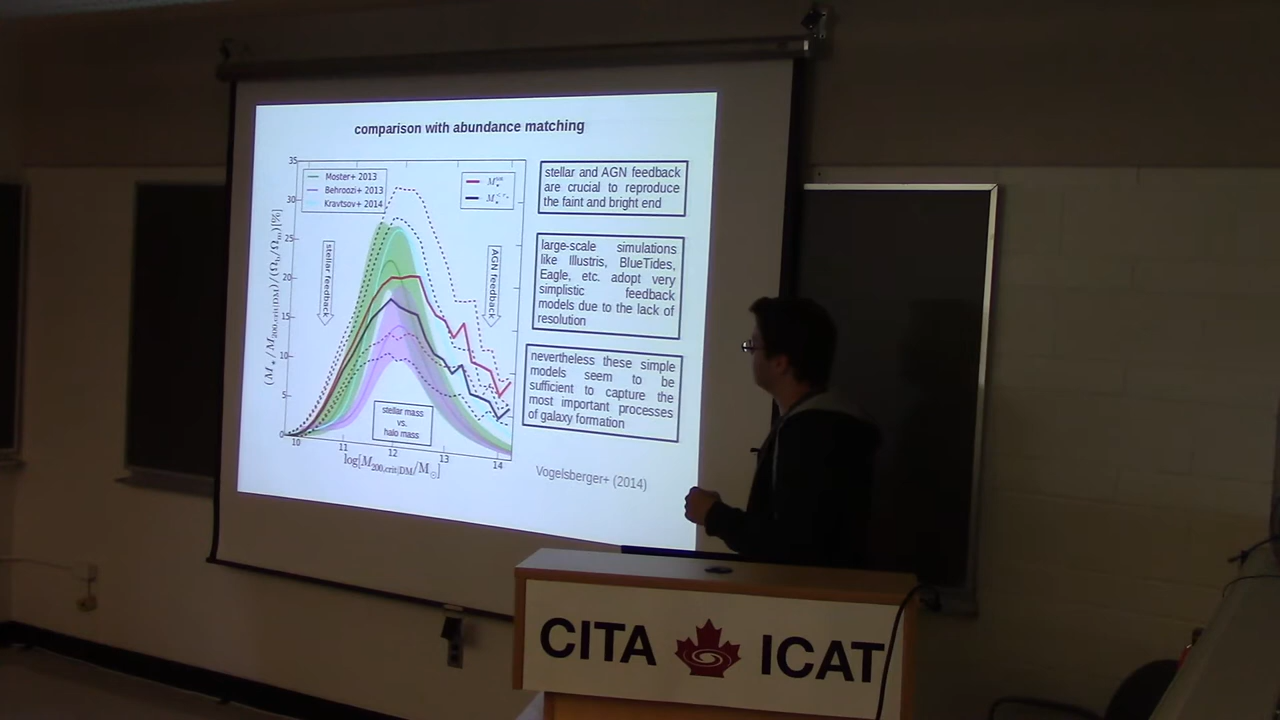 comparison with abundance matching
35
30
25
20
15
10
5
0
Moster+ 2013
Behroozi+ 2013
Kravtsov+ 2014
stellar feedback
AGN feedback
stellar mass
vs.
halo mass
10 11 12 13 14
log[M200,crit|DM/M⊙]
stellar and AGN feedback
are crucial to reproduce
the faint and bright end
large-scale simulations
like Illustris, BlueTides,
Eagle, etc. adopt very
simplistic feedback
models due to the lack of
resolution
nevertheless these simple
models seem to be
sufficient to capture the
most important processes
of galaxy formation
Vogelsberger+ (2014)
CITA ICAT